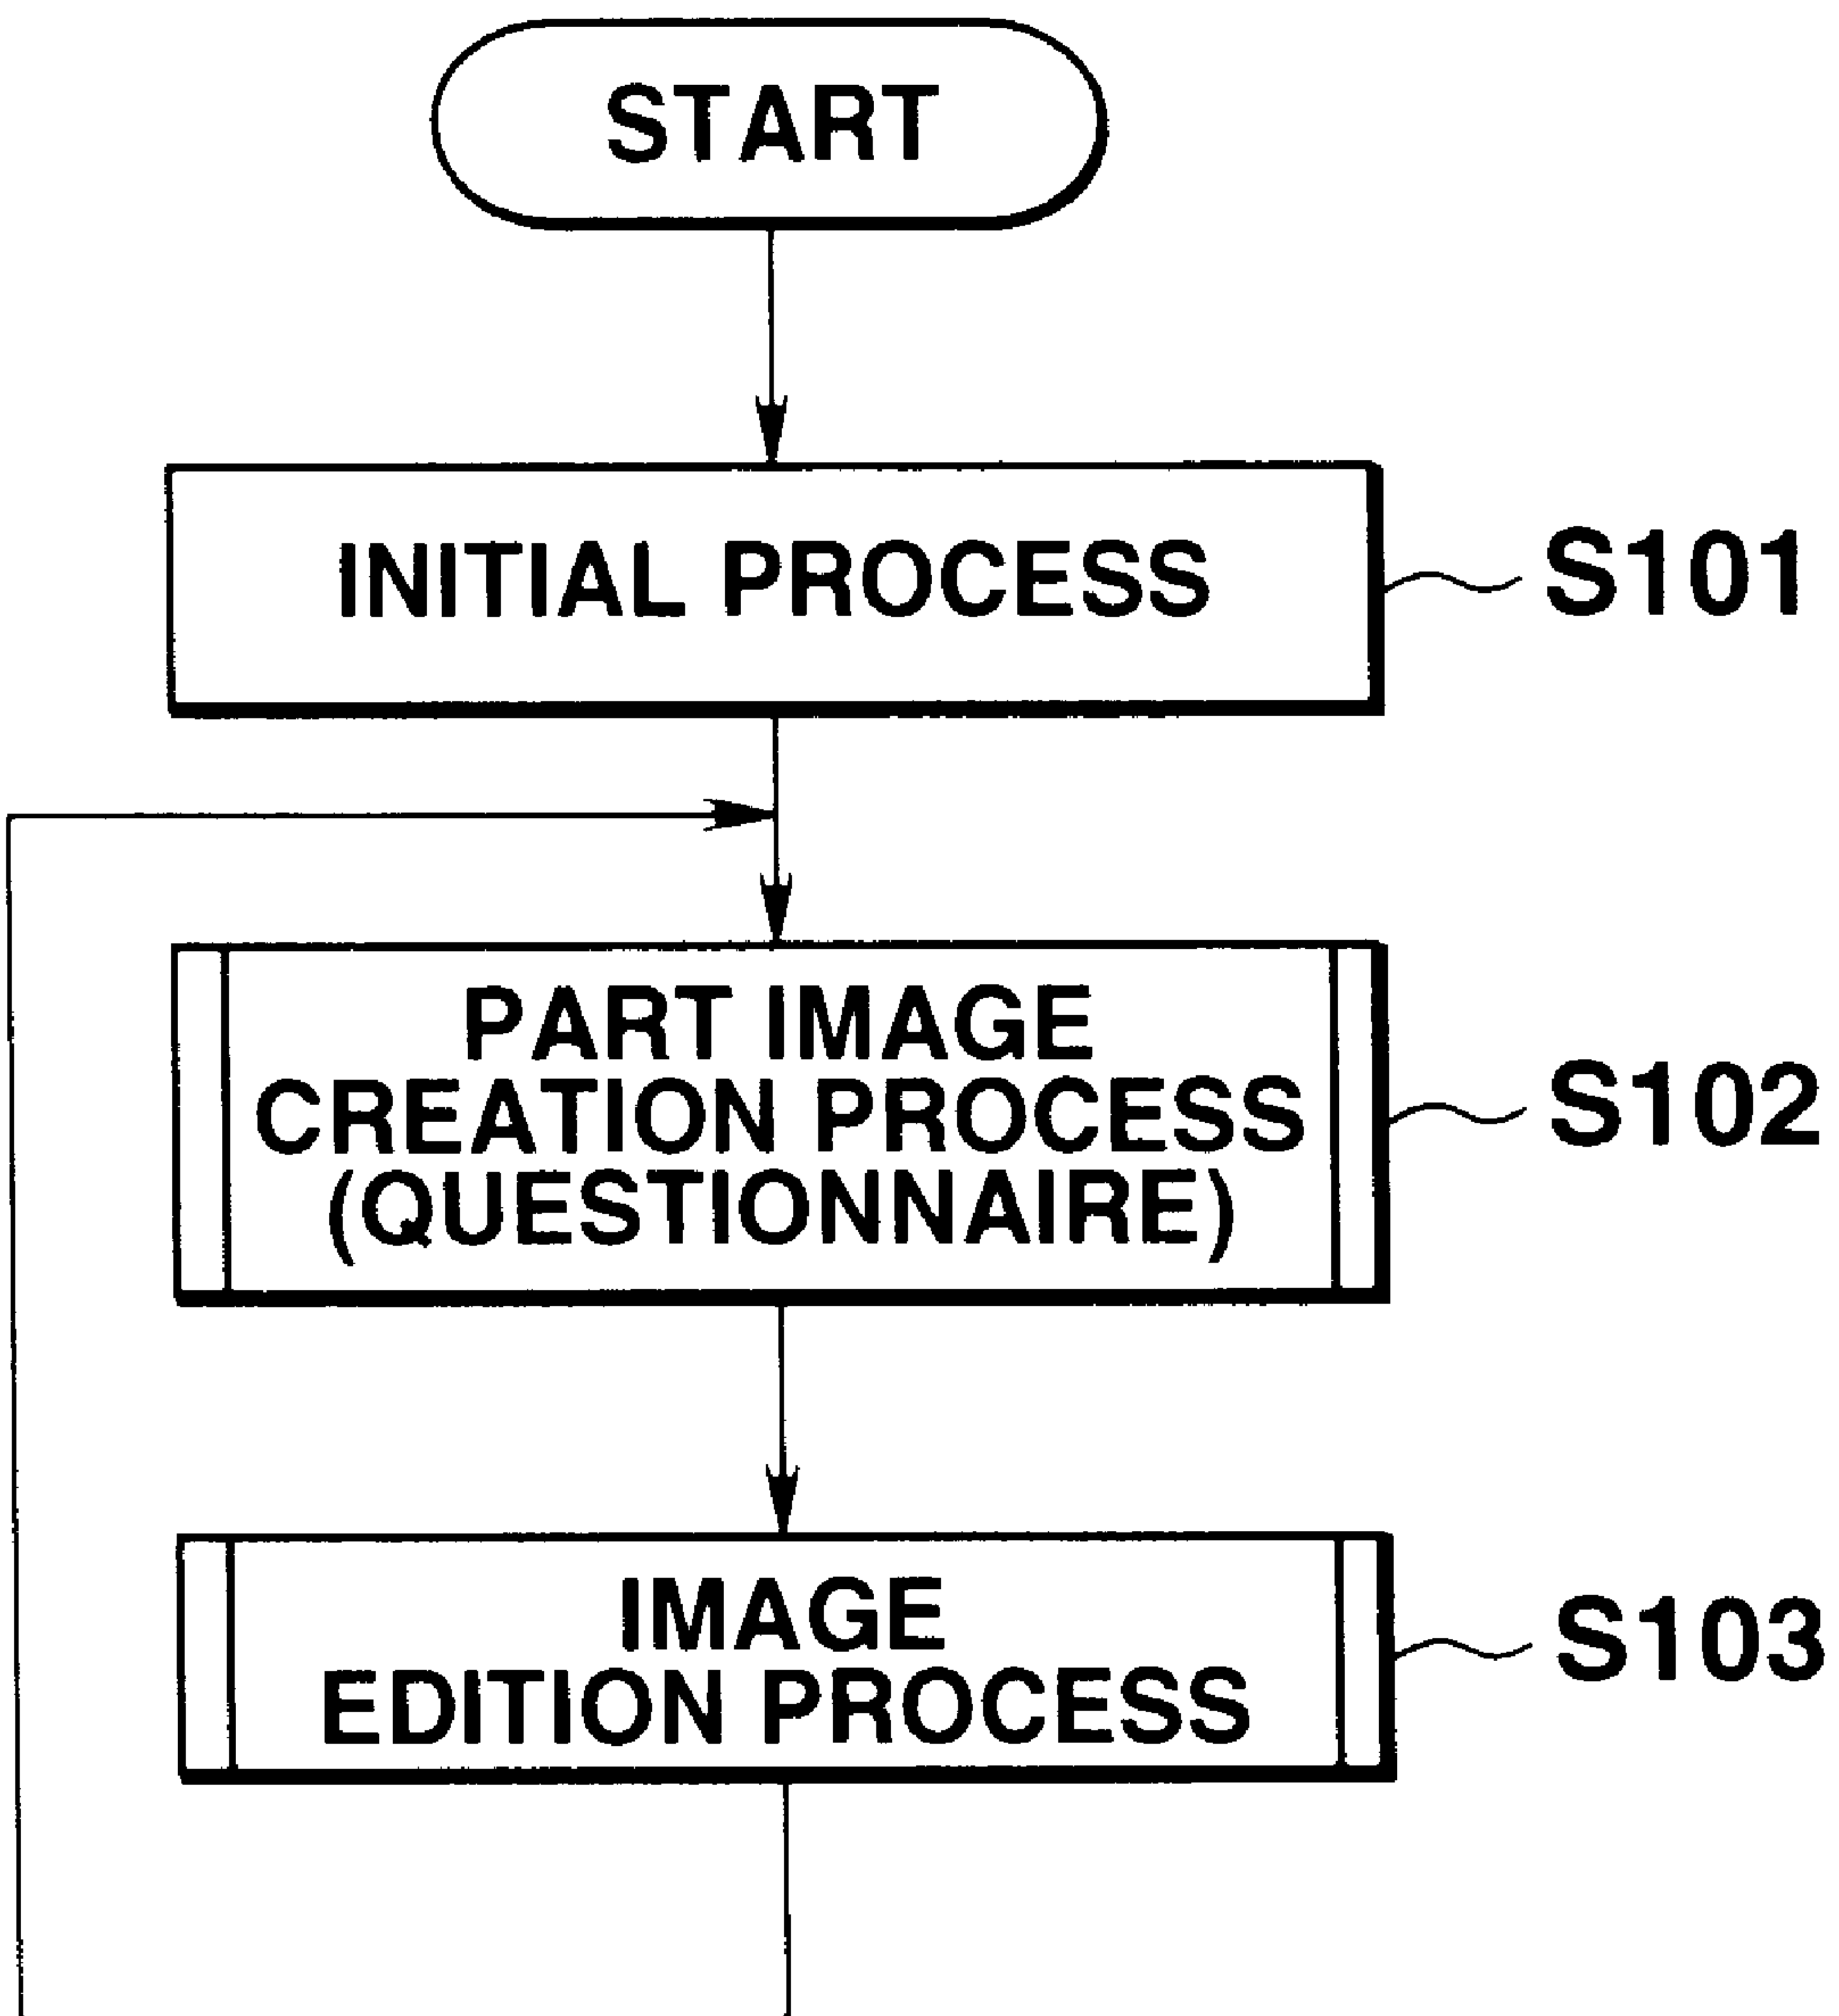 START
INITIAL PROCESS
S101
PART IMAGE
CREATION PROCESS
(QUESTIONNAIRE)
S102
IMAGE
EDITION PROCESS
S103